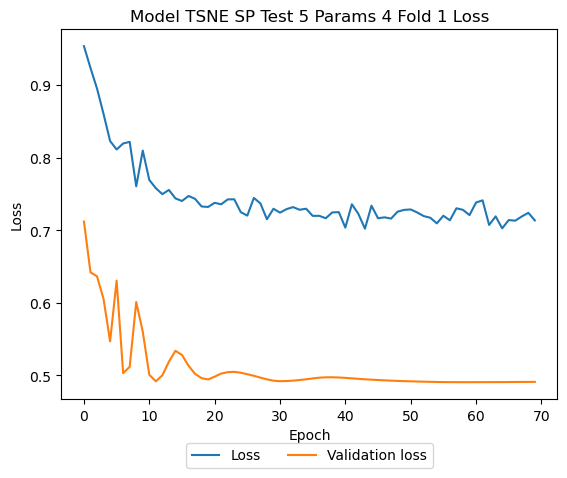 Model TSNE SP Test 5 Params 4 Fold 1 Loss
0.9
0.8
0.7
0.6
0.5
Loss
0 10 20 30 40 50 60 70
Epoch
Loss Validation loss